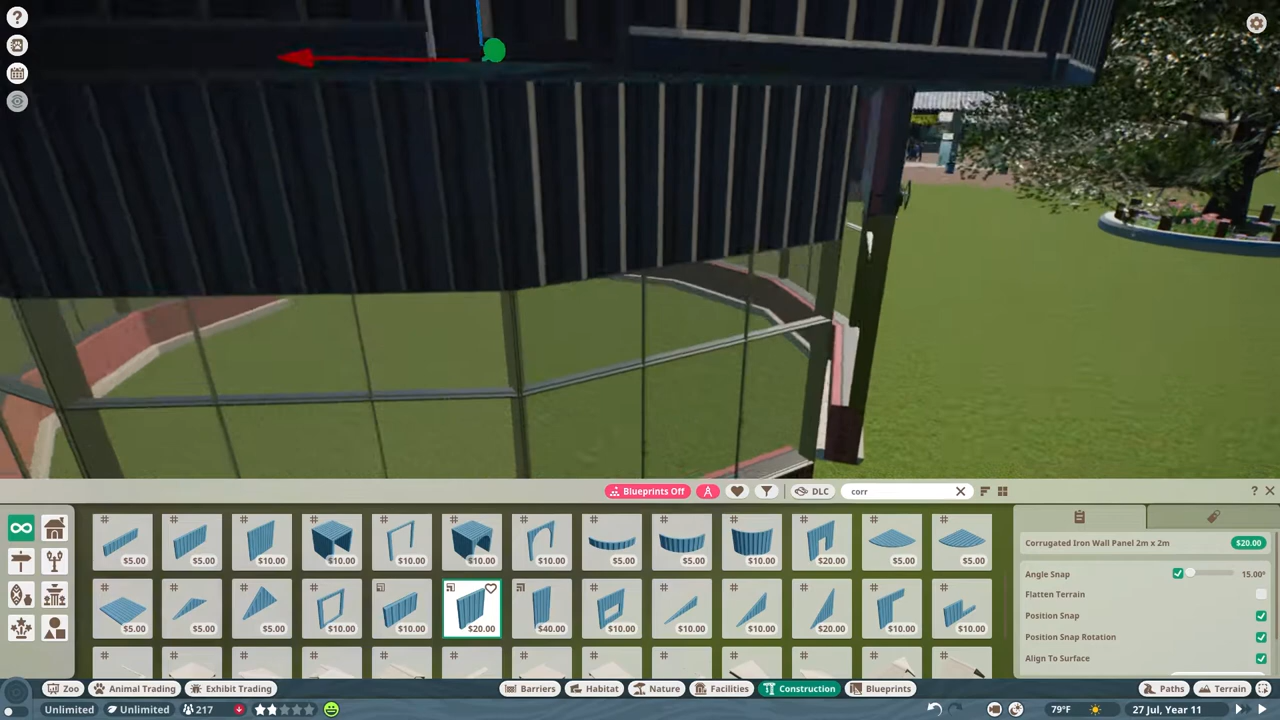 Blueprints Off
DLC
corr
$5.00 $5.00 $10.00 $10.00 $10.00 $10.00 $10.00 $5.00 $5.00 $10.00 $20.00 $5.00 $5.00
$5.00 $5.00 $5.00 $10.00 $10.00 $20.00 $40.00 $10.00 $10.00 $10.00 $20.00 $10.00 $10.00
Corrugated Iron Wall Panel 2m x 2m $20.00
Angle Snap 15.00°
Flatten Terrain
Position Snap
Position Snap Rotation
Align To Surface
Zoo Animal Trading Exhibit Trading Barriers Habitat Nature Facilities Construction Blueprints Paths Terrain
Unlimited Unlimited 217 79°F 27 Jul, Year 11